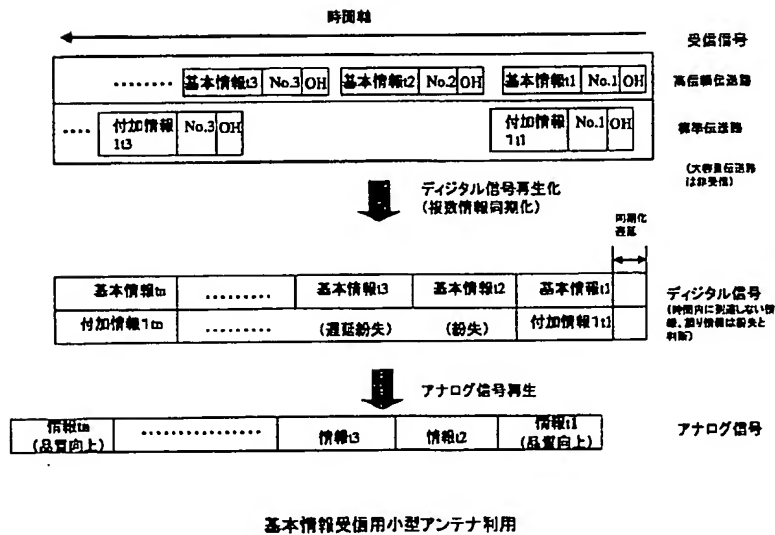 時間軸
受信信号
‥‥‥‥ 基本情報t3 No.3 OH 基本情報t2 No.2 OH 基本情報t1 No.1 OH
高信頼伝送路
‥‥ 付加情報 1t3 No.3 OH 付加情報 1t1 No.1 OH
標準伝送路
(大容量伝送路
は非受信)
ディジタル信号再生化
(複数情報同期化)
同期化
遅延
基本情報tn ‥‥‥‥‥ 基本情報t3 基本情報t2 基本情報t1
付加情報1tn ‥‥‥‥‥ (遅延紛失) (紛失) 付加情報1t1
ディジタル信号
(時間内に到達しない情
報、誤り情報は紛失と
判断)
アナログ信号再生
情報tn
(品質向上)
‥‥‥‥‥‥‥
情報t3
情報t2
情報t1
(品質向上)
アナログ信号
基本情報受信用小型アンテナ利用